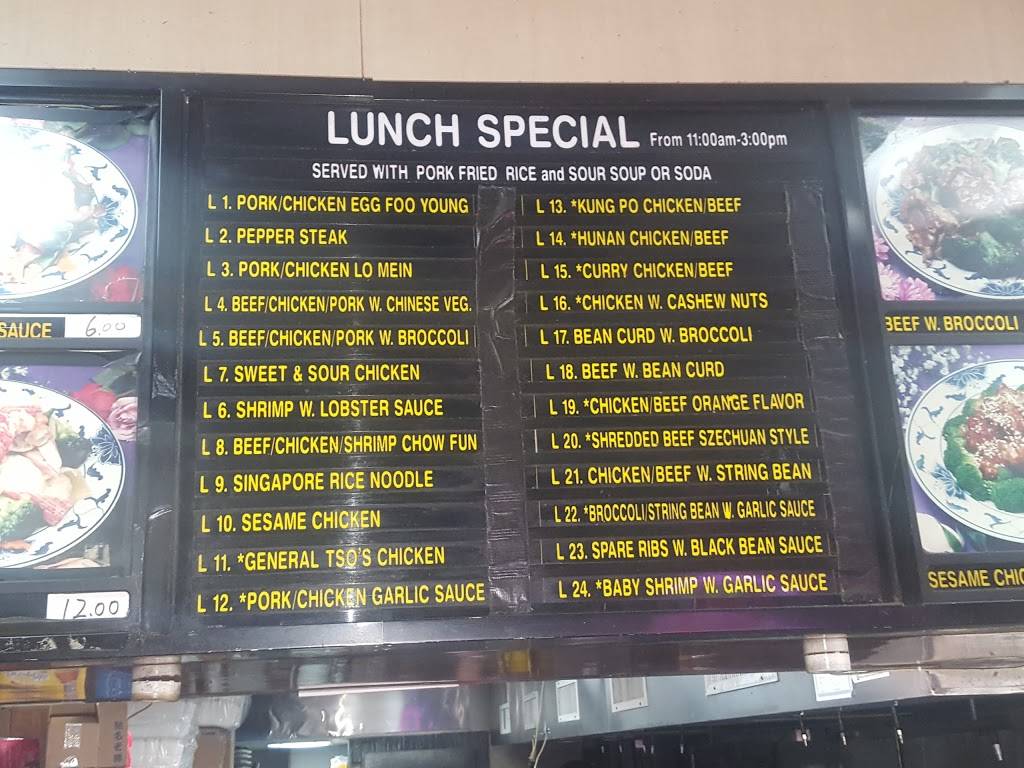 LUNCH SPECIAL From 11:00am-3:00pm
SERVED WITH PORK FRIED RICE and SOUR SOUP OR SODA
L 1. PORK/CHICKEN EGG FOO YOUNG
L 2. PEPPER STEAK
L 3. PORK/CHICKEN LO MEIN
L 4. BEEF/CHICKEN/PORK W. CHINESE VEG.
L 5. BEEF/CHICKEN/PORK W. BROCCOLI
L 7. SWEET & SOUR CHICKEN
L 6. SHRIMP W. LOBSTER SAUCE
L 8. BEEF/CHICKEN/SHRIMP CHOW FUN
L 9. SINGAPORE RICE NOODLE
L 10. SESAME CHICKEN
L 11. *GENERAL TSO'S CHICKEN
L 12. *PORK/CHICKEN GARLIC SAUCE
L 13. *KUNG PO CHICKEN/BEEF
L 14. *HUNAN CHICKEN/BEEF
L 15. *CURRY CHICKEN/BEEF
L 16. *CHICKEN W. CASHEW NUTS
L 17. BEAN CURD W. BROCCOLI
L 18. BEEF W. BEAN CURD
L 19. *CHICKEN/BEEF ORANGE FLAVOR
L 20. *SHREDDED BEEF SZECHUAN STYLE
L 21. CHICKEN/BEEF W. STRING BEAN
L 22. *BROCCOLI/STRING BEAN W. GARLIC SAUCE
L 23. SPARE RIBS W. BLACK BEAN SAUCE
L 24. *BABY SHRIMP W. GARLIC SAUCE
SAUCE 6.00
12.00
BEEF W. BROCCOLI
SESAME CHIC